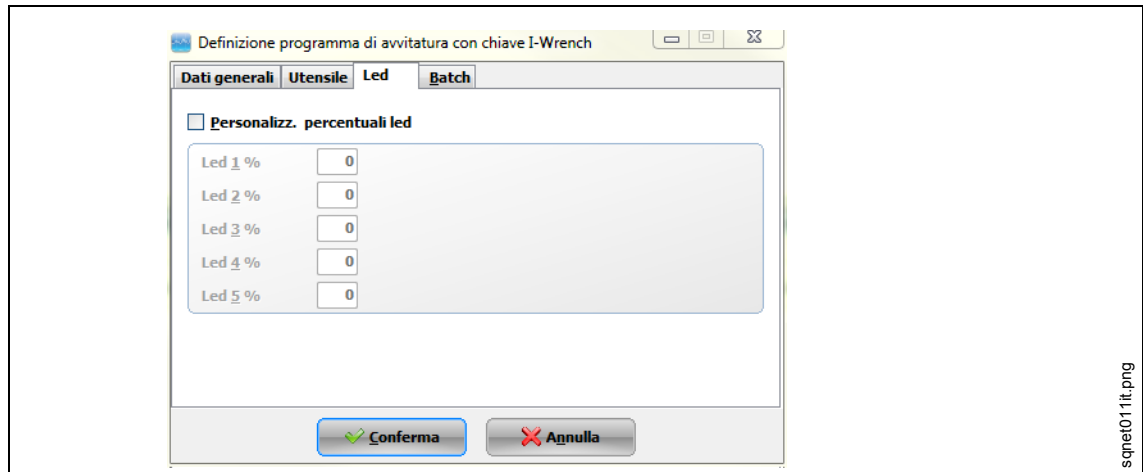 Definizione programma di avvitatura con chiave I-Wrench
Dati generali Utensile Led Batch
Personalizz. percentuali led
Led 1 % 0
Led 2 % 0
Led 3 % 0
Led 4 % 0
Led 5 % 0
Conferma Annulla
sqnet011it.png